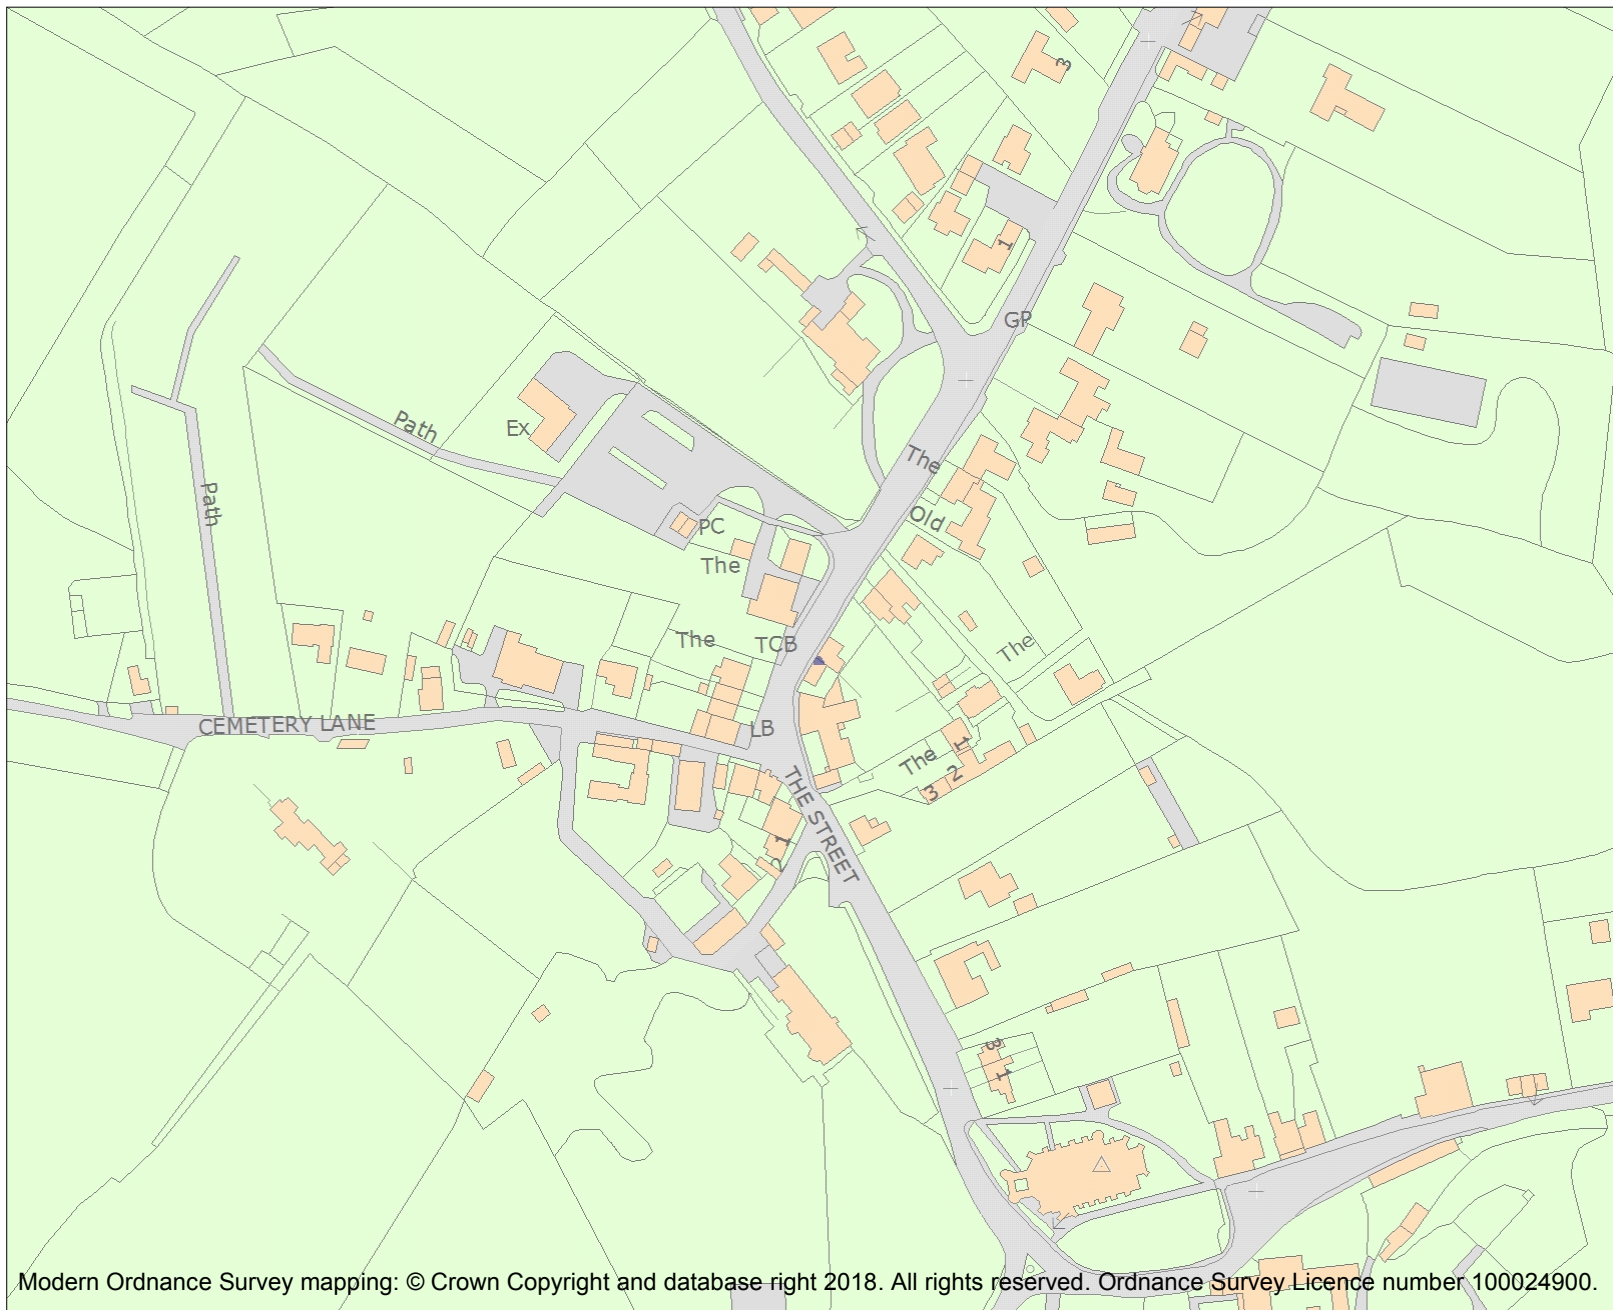 3
1
GP
Path
Ex
The
Path
Old
PC
The
The
TCB
The
CEMETERY LANE
LB
The
1
2
3
THE STREET
1
2
3
1
Modern Ordnance Survey mapping: © Crown Copyright and database right 2018. All rights reserved. Ordnance Survey Licence number 100024900.